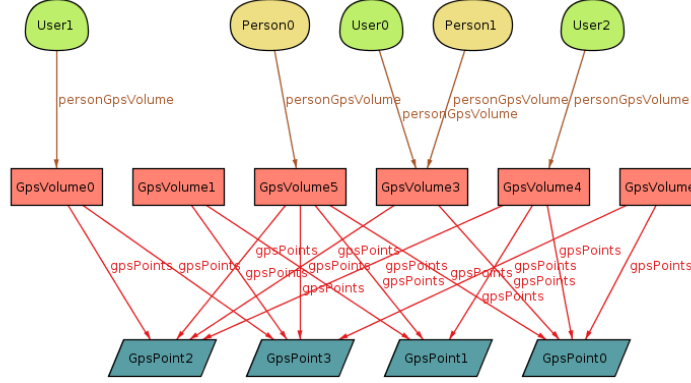 User1 Person0 User0 Person1 User2
personGpsVolume personGpsVolume personGpsVolume personGpsVolume
personGpsVolume
GpsVolume0 GpsVolume1 GpsVolume5 GpsVolume3 GpsVolume4 GpsVolume
gpsPoints gpsPoints gpsPoints
gpsPoints gpsPoints gpsPoints gpsPoints gpsPoints gpsPoints
gpsPoints gpsPoints
gpsPoints gpsPoints
gpsPoints
gpsPoints
GpsPoint2 GpsPoint3 GpsPoint1 GpsPoint0